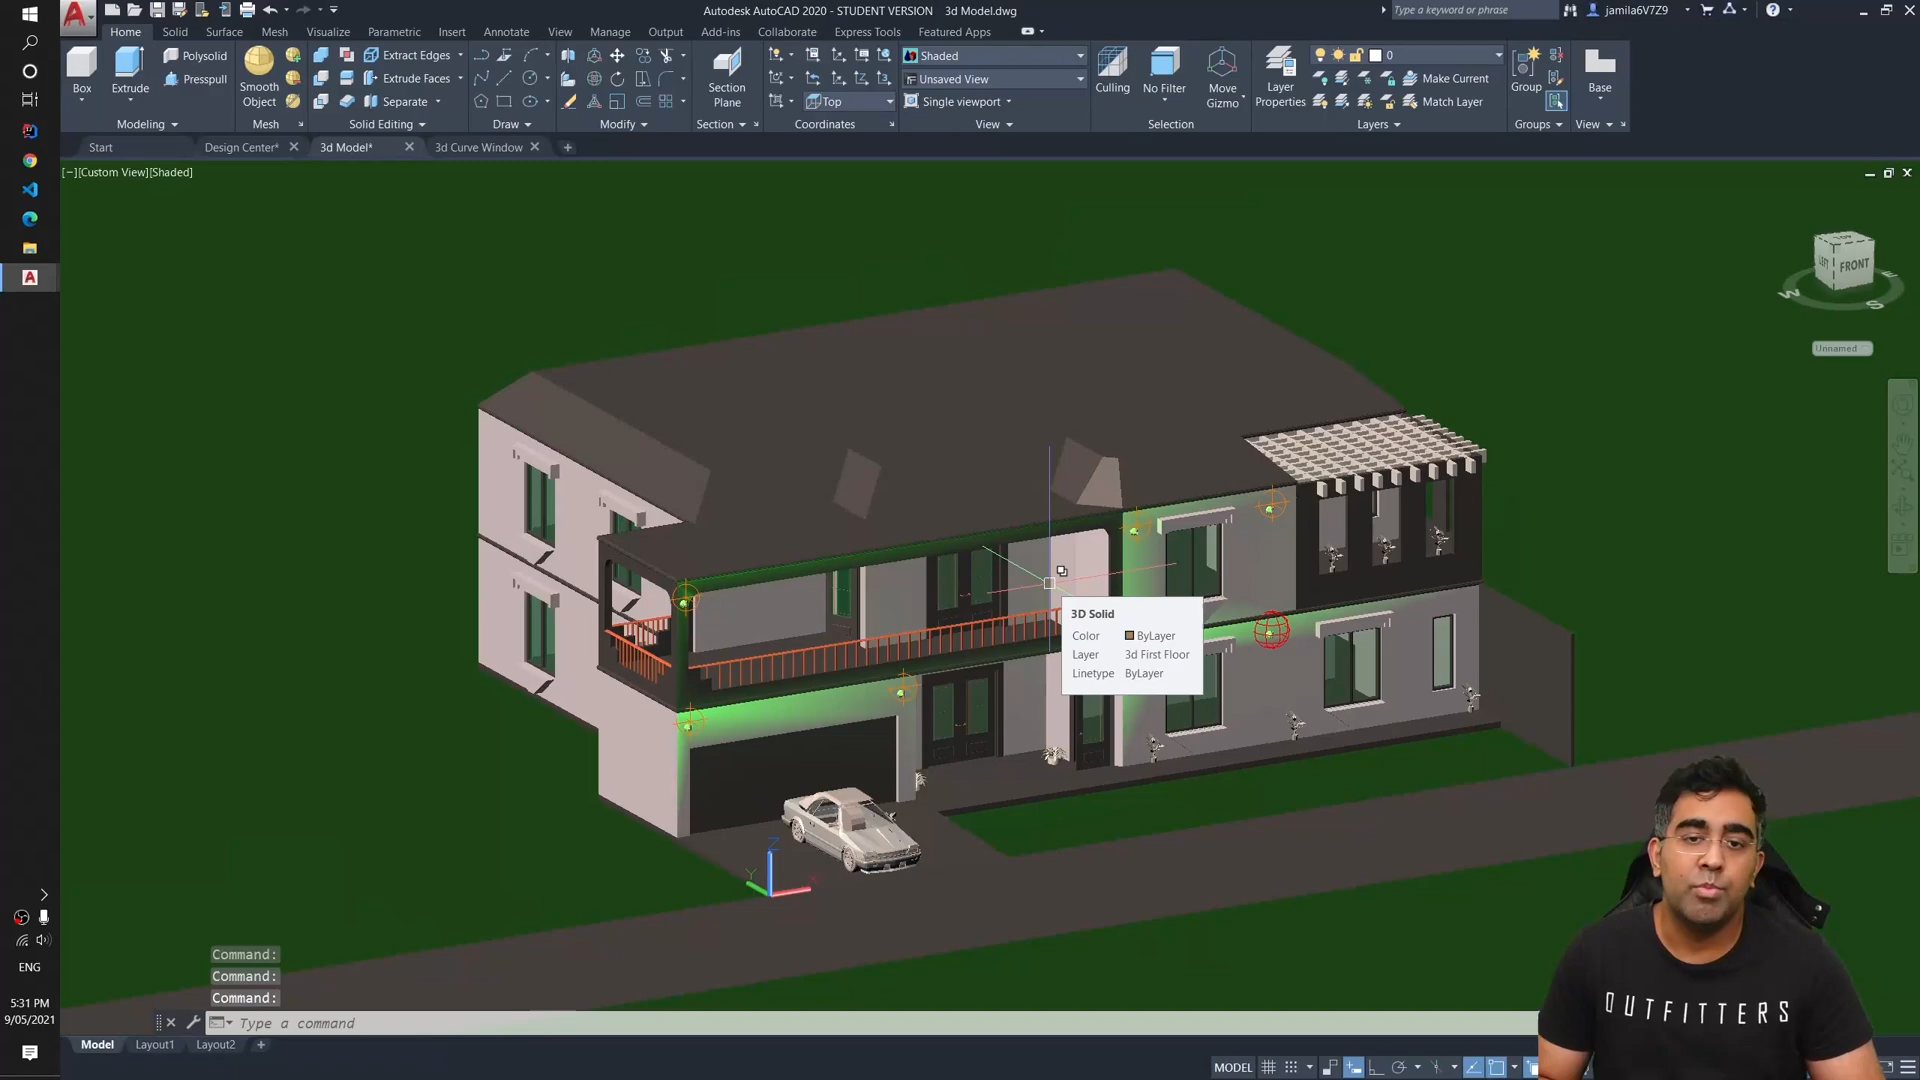 Autodesk AutoCAD 2020 - STUDENT VERSION 3d Model.dwg
Type a keyword or phrase
jamila6V7Z9
Home Solid Surface Mesh Visualize Parametric Insert Annotate View Manage Output Add-ins Collaborate Express Tools Featured Apps
Box
Extrude
Polysolid
Presspull
Modeling
Smooth Object
Mesh
Extract Edges
Extrude Faces
Separate
Solid Editing
Draw
Modify
Section Plane
Section
Top
Coordinates
Shaded
Unsaved View
Single viewport
View
Culling
No Filter
Move Gizmo
Selection
Layer Properties
0
Make Current
Match Layer
Layers
Group
Groups
Base
View
Start
Design Center*
3d Model*
3d Curve Window
[−][Custom View][Shaded]
TOP
LEFT
FRONT
W
S
E
Unnamed
3D Solid
Color ByLayer
Layer 3d First Floor
Linetype ByLayer
Z
Y
X
Command:
Command:
Command:
Type a command
Model Layout1 Layout2
MODEL
ENG
5:31 PM
9/05/2021
OUTFITTERS